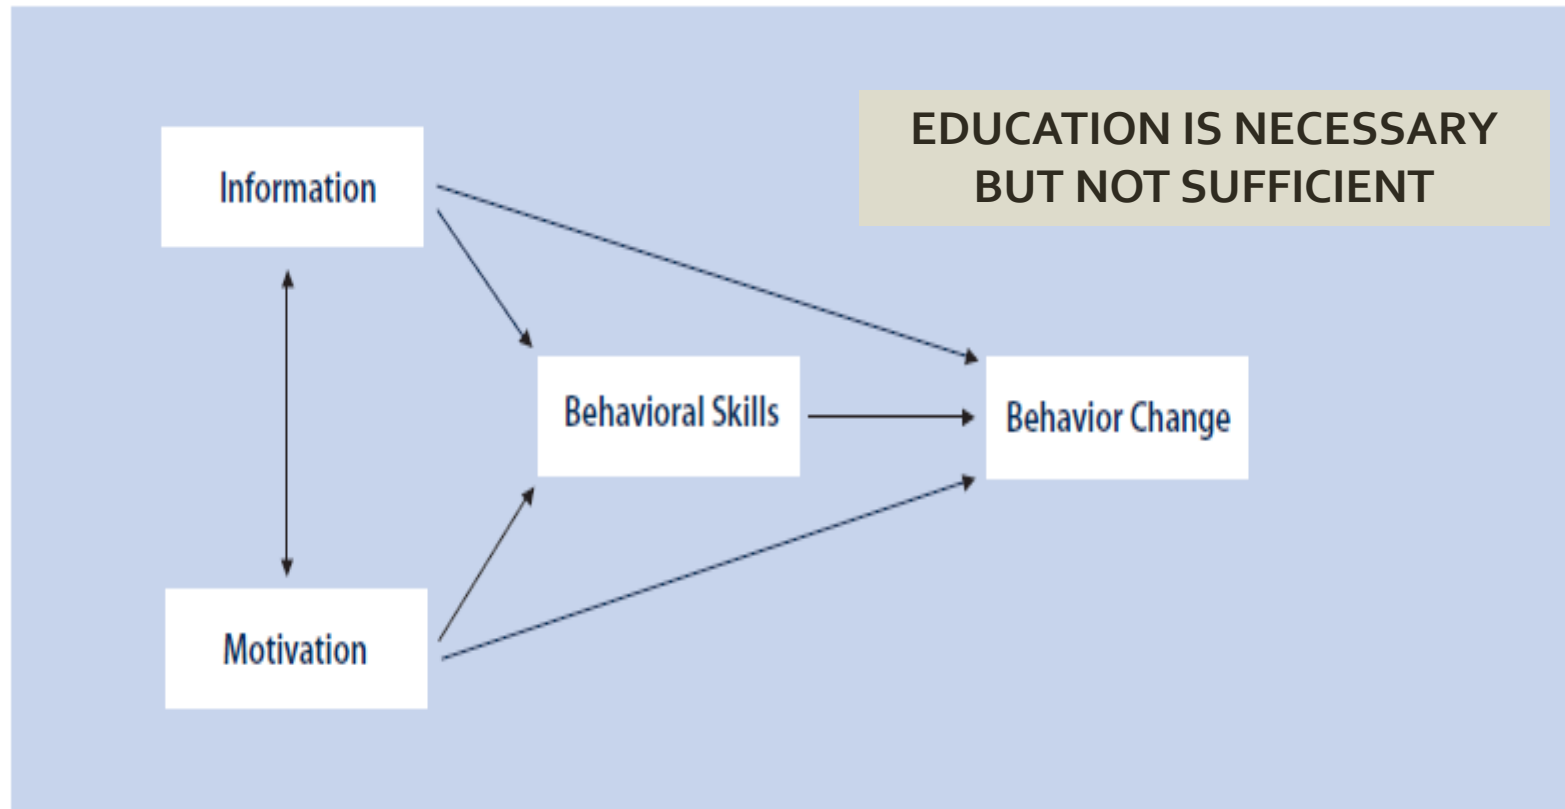 EDUCATION IS NECESSARY
BUT NOT SUFFICIENT
Information
Behavioral Skills
Behavior Change
Motivation